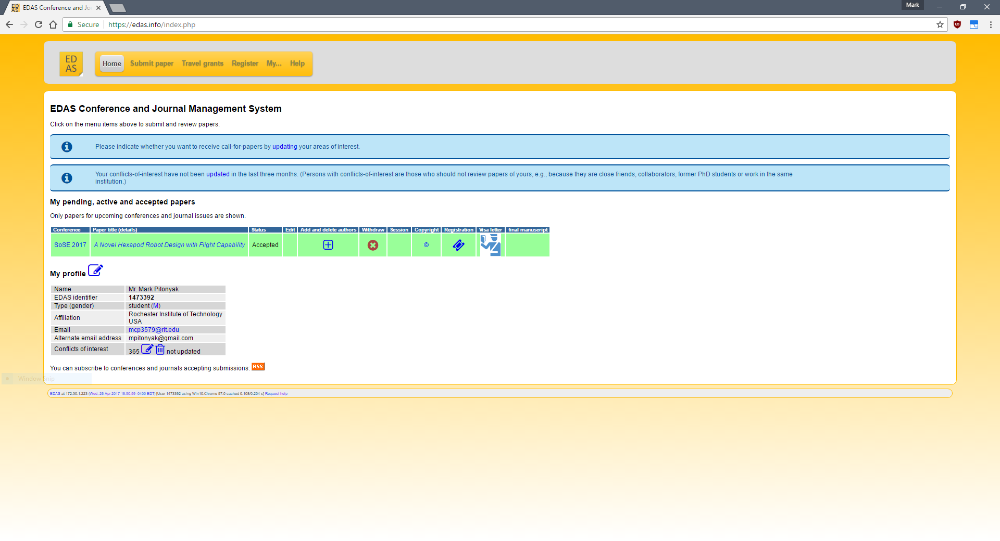 EDAS Conference and Jo
Mark
Secure https://edas.info/index.php
ED
AS
Home Submit paper Travel grants Register My... Help
EDAS Conference and Journal Management System
Click on the menu items above to submit and review papers.
Please indicate whether you want to receive call-for-papers by updating your areas of interest.
Your conflicts-of-interest have not been updated in the last three months. (Persons with conflicts-of-interest are those who should not review papers of yours, e.g., because they are close friends, collaborators, former PhD students or work in the same
institution.)
My pending, active and accepted papers
Only papers for upcoming conferences and journal issues are shown.
Conference Paper title (details) Status Edit Add and delete authors Withdraw Session Copyright Registration Visa letter final manuscript
SoSE 2017 A Novel Hexapod Robot Design with Flight Capability Accepted ©
My profile
Name Mr. Mark Pitonyak
EDAS identifier 1473392
Type (gender) student (M)
Affiliation Rochester Institute of Technology
USA
Email mcp3579@rit.edu
Alternate email address mpitonyak@gmail.com
Conflicts of interest 365 not updated
You can subscribe to conferences and journals accepting submissions: RSS
Window Snip
EDAS at 172.30.1.223 (Wed, 26 Apr 2017 16:50:59 -0400 EDT) [User 1473392 using Win10:Chrome 57.0 cached 0.108/0.204 s] Request help